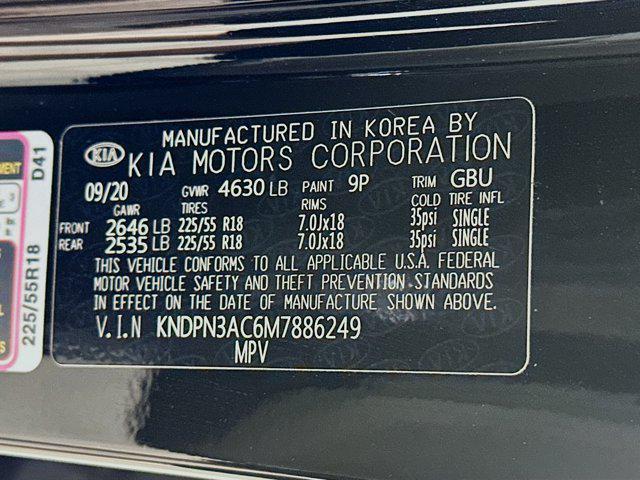 MANUFACTURED IN KOREA BY
KIA KIA MOTORS CORPORATION
09/20 GVWR 4630 LB PAINT 9P TRIM GBU
GAWR TIRES RIMS COLD TIRE INFL
FRONT 2646 LB 225/55 R18 7.0Jx18 35psi SINGLE
REAR 2535 LB 225/55 R18 7.0Jx18 35psi SINGLE
THIS VEHICLE CONFORMS TO ALL APPLICABLE U.S.A. FEDERAL
MOTOR VEHICLE SAFETY AND THEFT PREVENTION STANDARDS
IN EFFECT ON THE DATE OF MANUFACTURE SHOWN ABOVE.
V.I.N KNDPN3AC6M7886249
MPV
D41
225/55R18